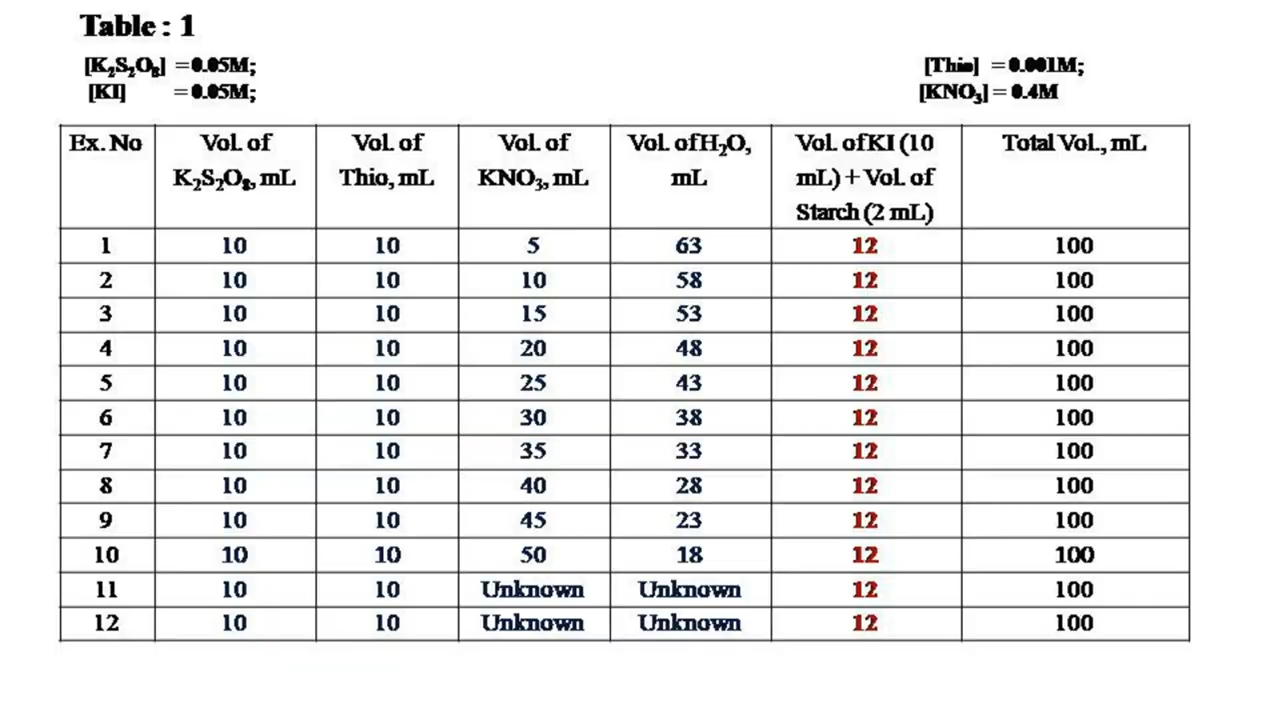 Table : 1
[K₂S₂O₈] = 0.05M; [Thio] = 0.001M;
[KI] = 0.05M; [KNO₃] = 0.4M
Ex. No Vol. of K₂S₂O₈, mL Vol. of Thio, mL Vol. of KNO₃, mL Vol. of H₂O, mL Vol. of KI (10 mL) + Vol. of Starch (2 mL) Total Vol., mL
1 10 10 5 63 12 100
2 10 10 10 58 12 100
3 10 10 15 53 12 100
4 10 10 20 48 12 100
5 10 10 25 43 12 100
6 10 10 30 38 12 100
7 10 10 35 33 12 100
8 10 10 40 28 12 100
9 10 10 45 23 12 100
10 10 10 50 18 12 100
11 10 10 Unknown Unknown 12 100
12 10 10 Unknown Unknown 12 100